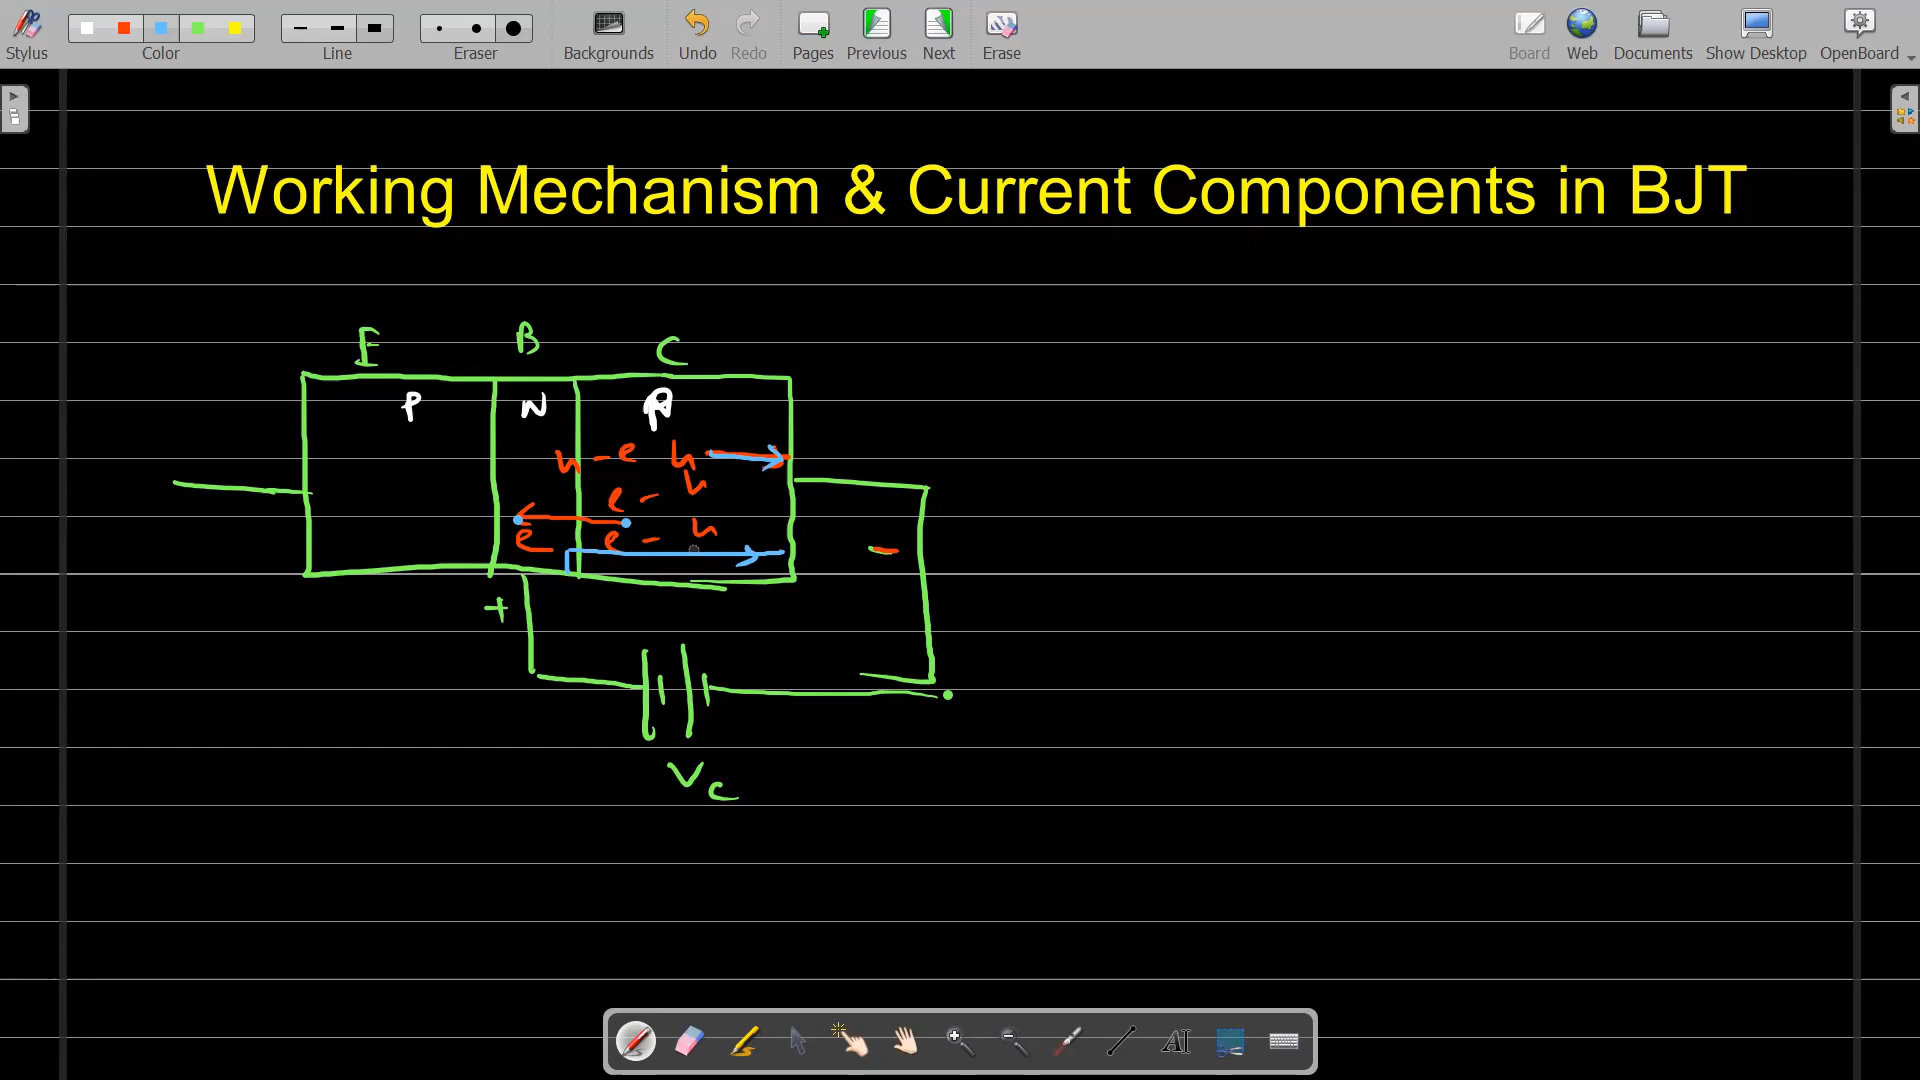 Stylus Color Line Eraser Backgrounds Undo Redo Pages Previous Next Erase Board Web Documents Show Desktop OpenBoard
Working Mechanism & Current Components in BJT
E B C
P N P
h - e h
e - h
e e - h
-
+
Vc
AI